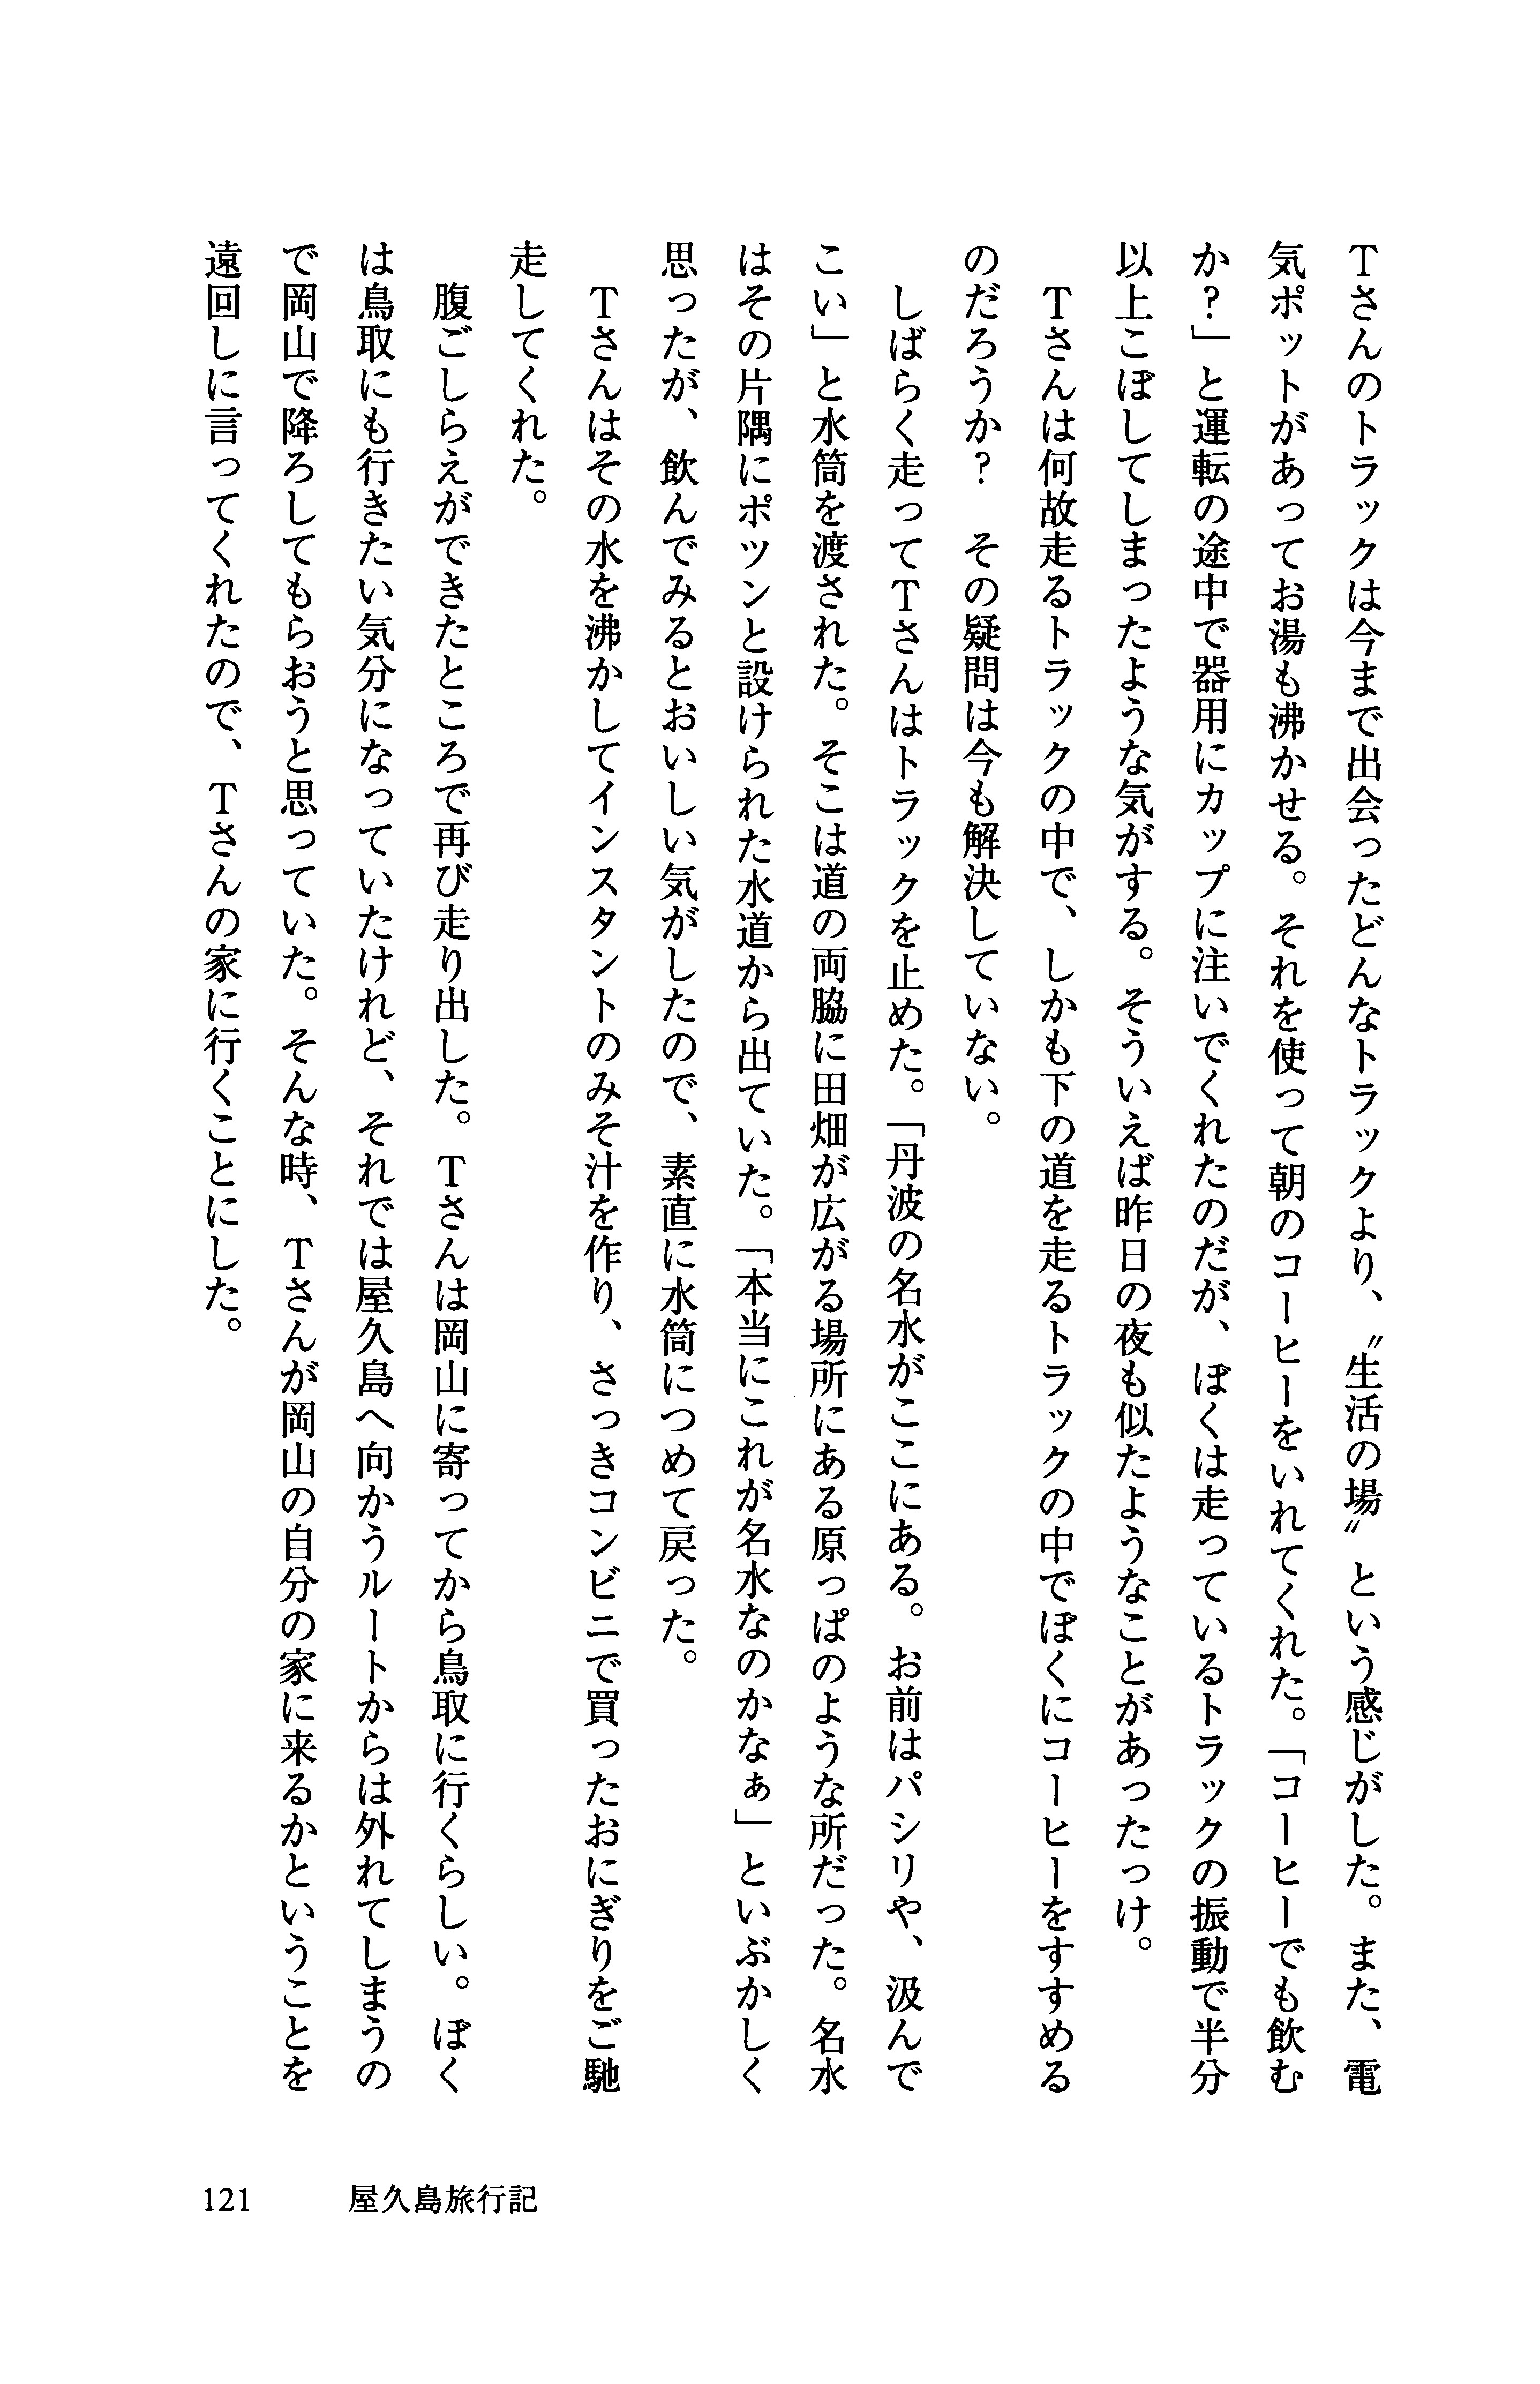 Tさんのトラックは今まで出会ったどんなトラックより、〝生活の場〟という感じがした。また、電
気ポットがあってお湯も沸かせる。それを使って朝のコーヒーをいれてくれた。「コーヒーでも飲む
か?」と運転の途中で器用にカップに注いでくれたのだが、ぼくは走っているトラックの振動で半分
以上こぼしてしまったような気がする。そういえば昨日の夜も似たようなことがあったっけ。
　Tさんは何故走るトラックの中で、しかも下の道を走るトラックの中でぼくにコーヒーをすすめる
のだろうか?　その疑問は今も解決していない。
　しばらく走ってTさんはトラックを止めた。「丹波の名水がここにある。お前はパシリや、汲んで
こい」と水筒を渡された。そこは道の両脇に田畑が広がる場所にある原っぱのような所だった。名水
はその片隅にポツンと設けられた水道から出ていた。「本当にこれが名水なのかなぁ」といぶかしく
思ったが、飲んでみるとおいしい気がしたので、素直に水筒につめて戻った。
　Tさんはその水を沸かしてインスタントのみそ汁を作り、さっきコンビニで買ったおにぎりをご馳
走してくれた。
　腹ごしらえができたところで再び走り出した。Tさんは岡山に寄ってから鳥取に行くらしい。ぼく
は鳥取にも行きたい気分になっていたけれど、それでは屋久島へ向かうルートからは外れてしまうの
で岡山で降ろしてもらおうと思っていた。そんな時、Tさんが岡山の自分の家に来るかということを
遠回しに言ってくれたので、Tさんの家に行くことにした。
121　屋久島旅行記